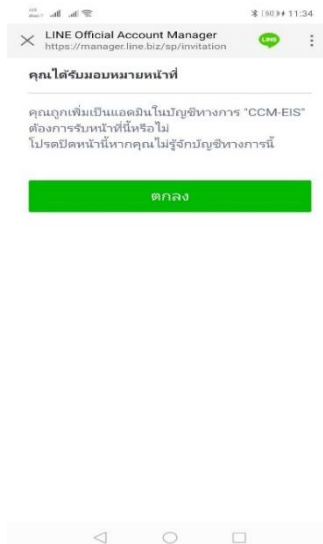 11:34
LINE Official Account Manager
https://manager.line.biz/sp/invitation
LINE
คุณได้รับมอบหมายหน้าที่
คุณถูกเพิ่มเป็นแอดมินในบัญชีทางการ "CCM-EIS"
ต้องการรับหน้าที่นี้หรือไม่
โปรดปิดหน้านี้หากคุณไม่รู้จักบัญชีทางการนี้
ตกลง